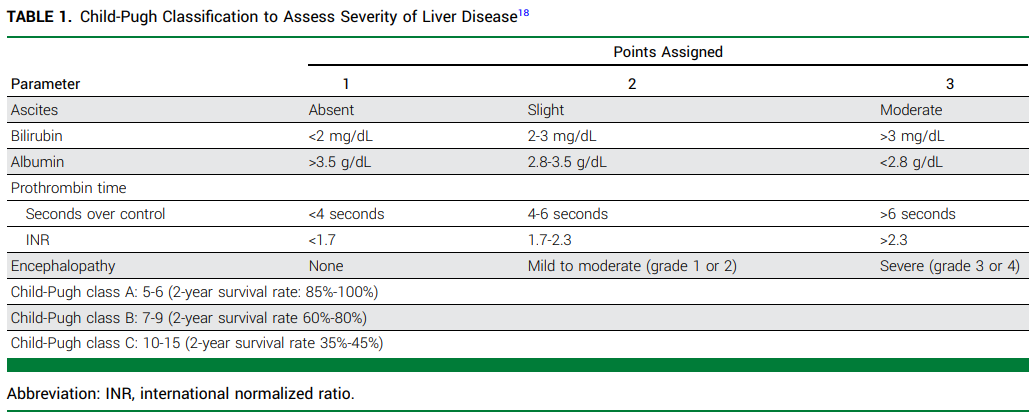 TABLE 1. Child-Pugh Classification to Assess Severity of Liver Disease18
Points Assigned
Parameter 1 2 3
Ascites Absent Slight Moderate
Bilirubin <2 mg/dL 2-3 mg/dL >3 mg/dL
Albumin >3.5 g/dL 2.8-3.5 g/dL <2.8 g/dL
Prothrombin time
Seconds over control <4 seconds 4-6 seconds >6 seconds
INR <1.7 1.7-2.3 >2.3
Encephalopathy None Mild to moderate (grade 1 or 2) Severe (grade 3 or 4)
Child-Pugh class A: 5-6 (2-year survival rate: 85%-100%)
Child-Pugh class B: 7-9 (2-year survival rate 60%-80%)
Child-Pugh class C: 10-15 (2-year survival rate 35%-45%)
Abbreviation: INR, international normalized ratio.